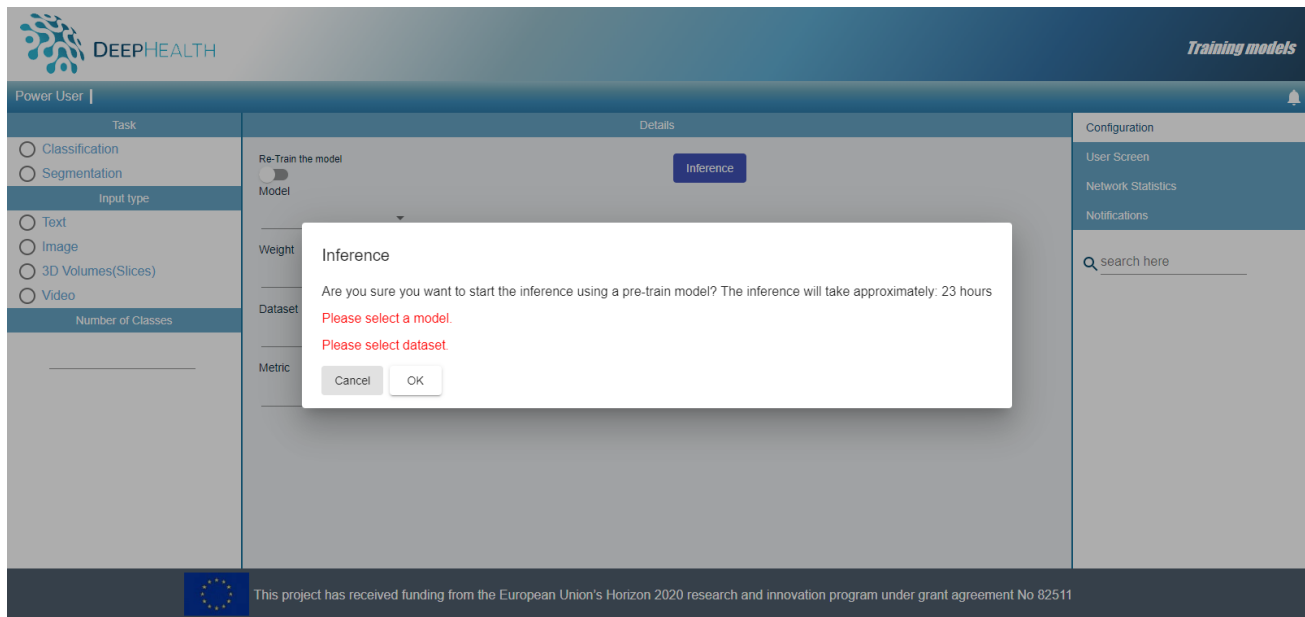 DEEPHEALTH
Training models
Power User
Task
Details
Configuration
Classification
Segmentation
Input type
Text
Image
3D Volumes(Slices)
Video
Number of Classes
Re-Train the model
Inference
Model
Weight
Dataset
Metric
Inference
Are you sure you want to start the inference using a pre-train model? The inference will take approximately: 23 hours
Please select a model.
Please select dataset.
Cancel
OK
User Screen
Network Statistics
Notifications
search here
This project has received funding from the European Union's Horizon 2020 research and innovation program under grant agreement No 82511